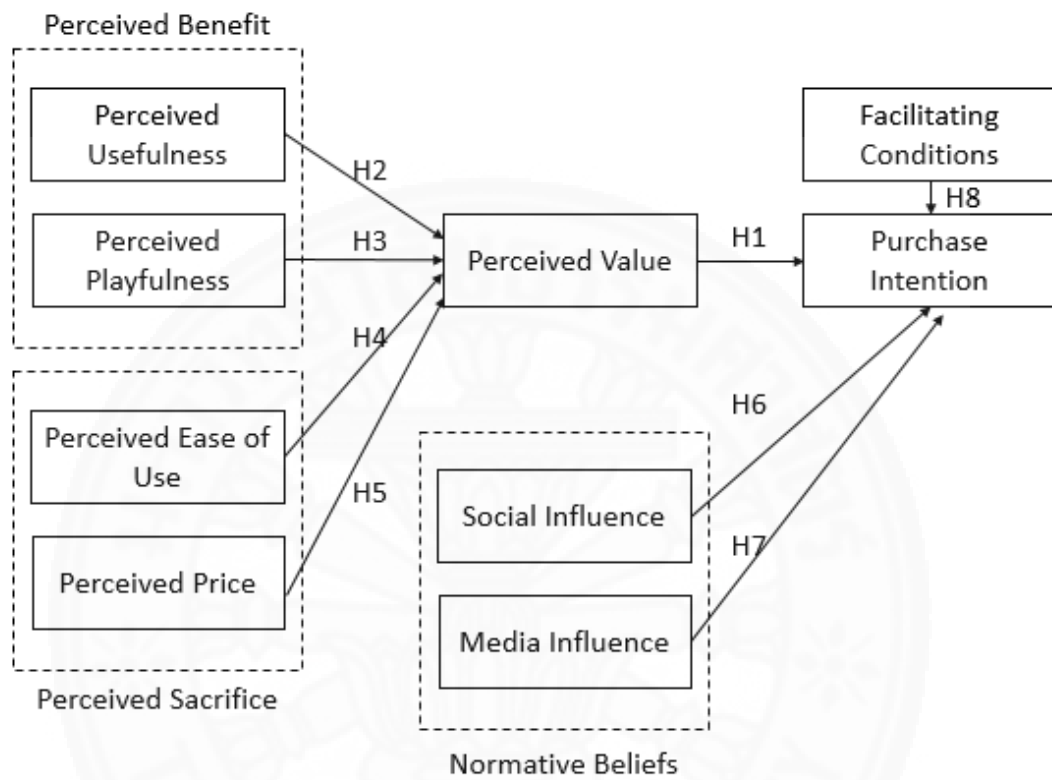 Perceived Benefit
Perceived
Usefulness
Perceived
Playfulness
H2
H3
H4
H5
Perceived Ease of
Use
Perceived Price
Perceived Sacrifice
Perceived Value
H1
Facilitating
Conditions
H8
Purchase
Intention
H6
H7
Social Influence
Media Influence
Normative Beliefs